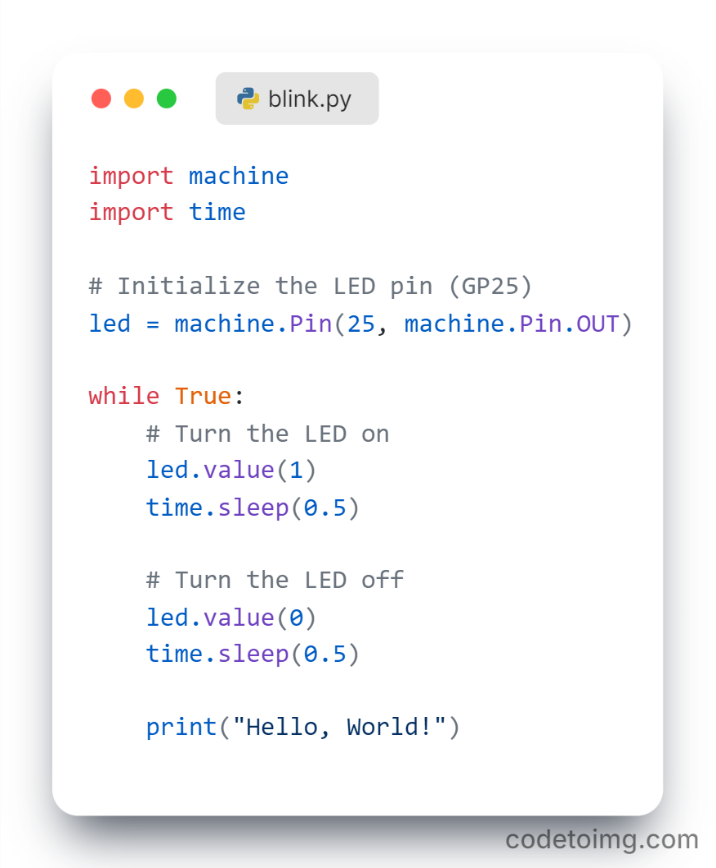 blink.py
import machine
import time
# Initialize the LED pin (GP25)
led = machine.Pin(25, machine.Pin.OUT)
while True:
    # Turn the LED on
    led.value(1)
    time.sleep(0.5)
    # Turn the LED off
    led.value(0)
    time.sleep(0.5)
    print("Hello, World!")
codetoimg.com